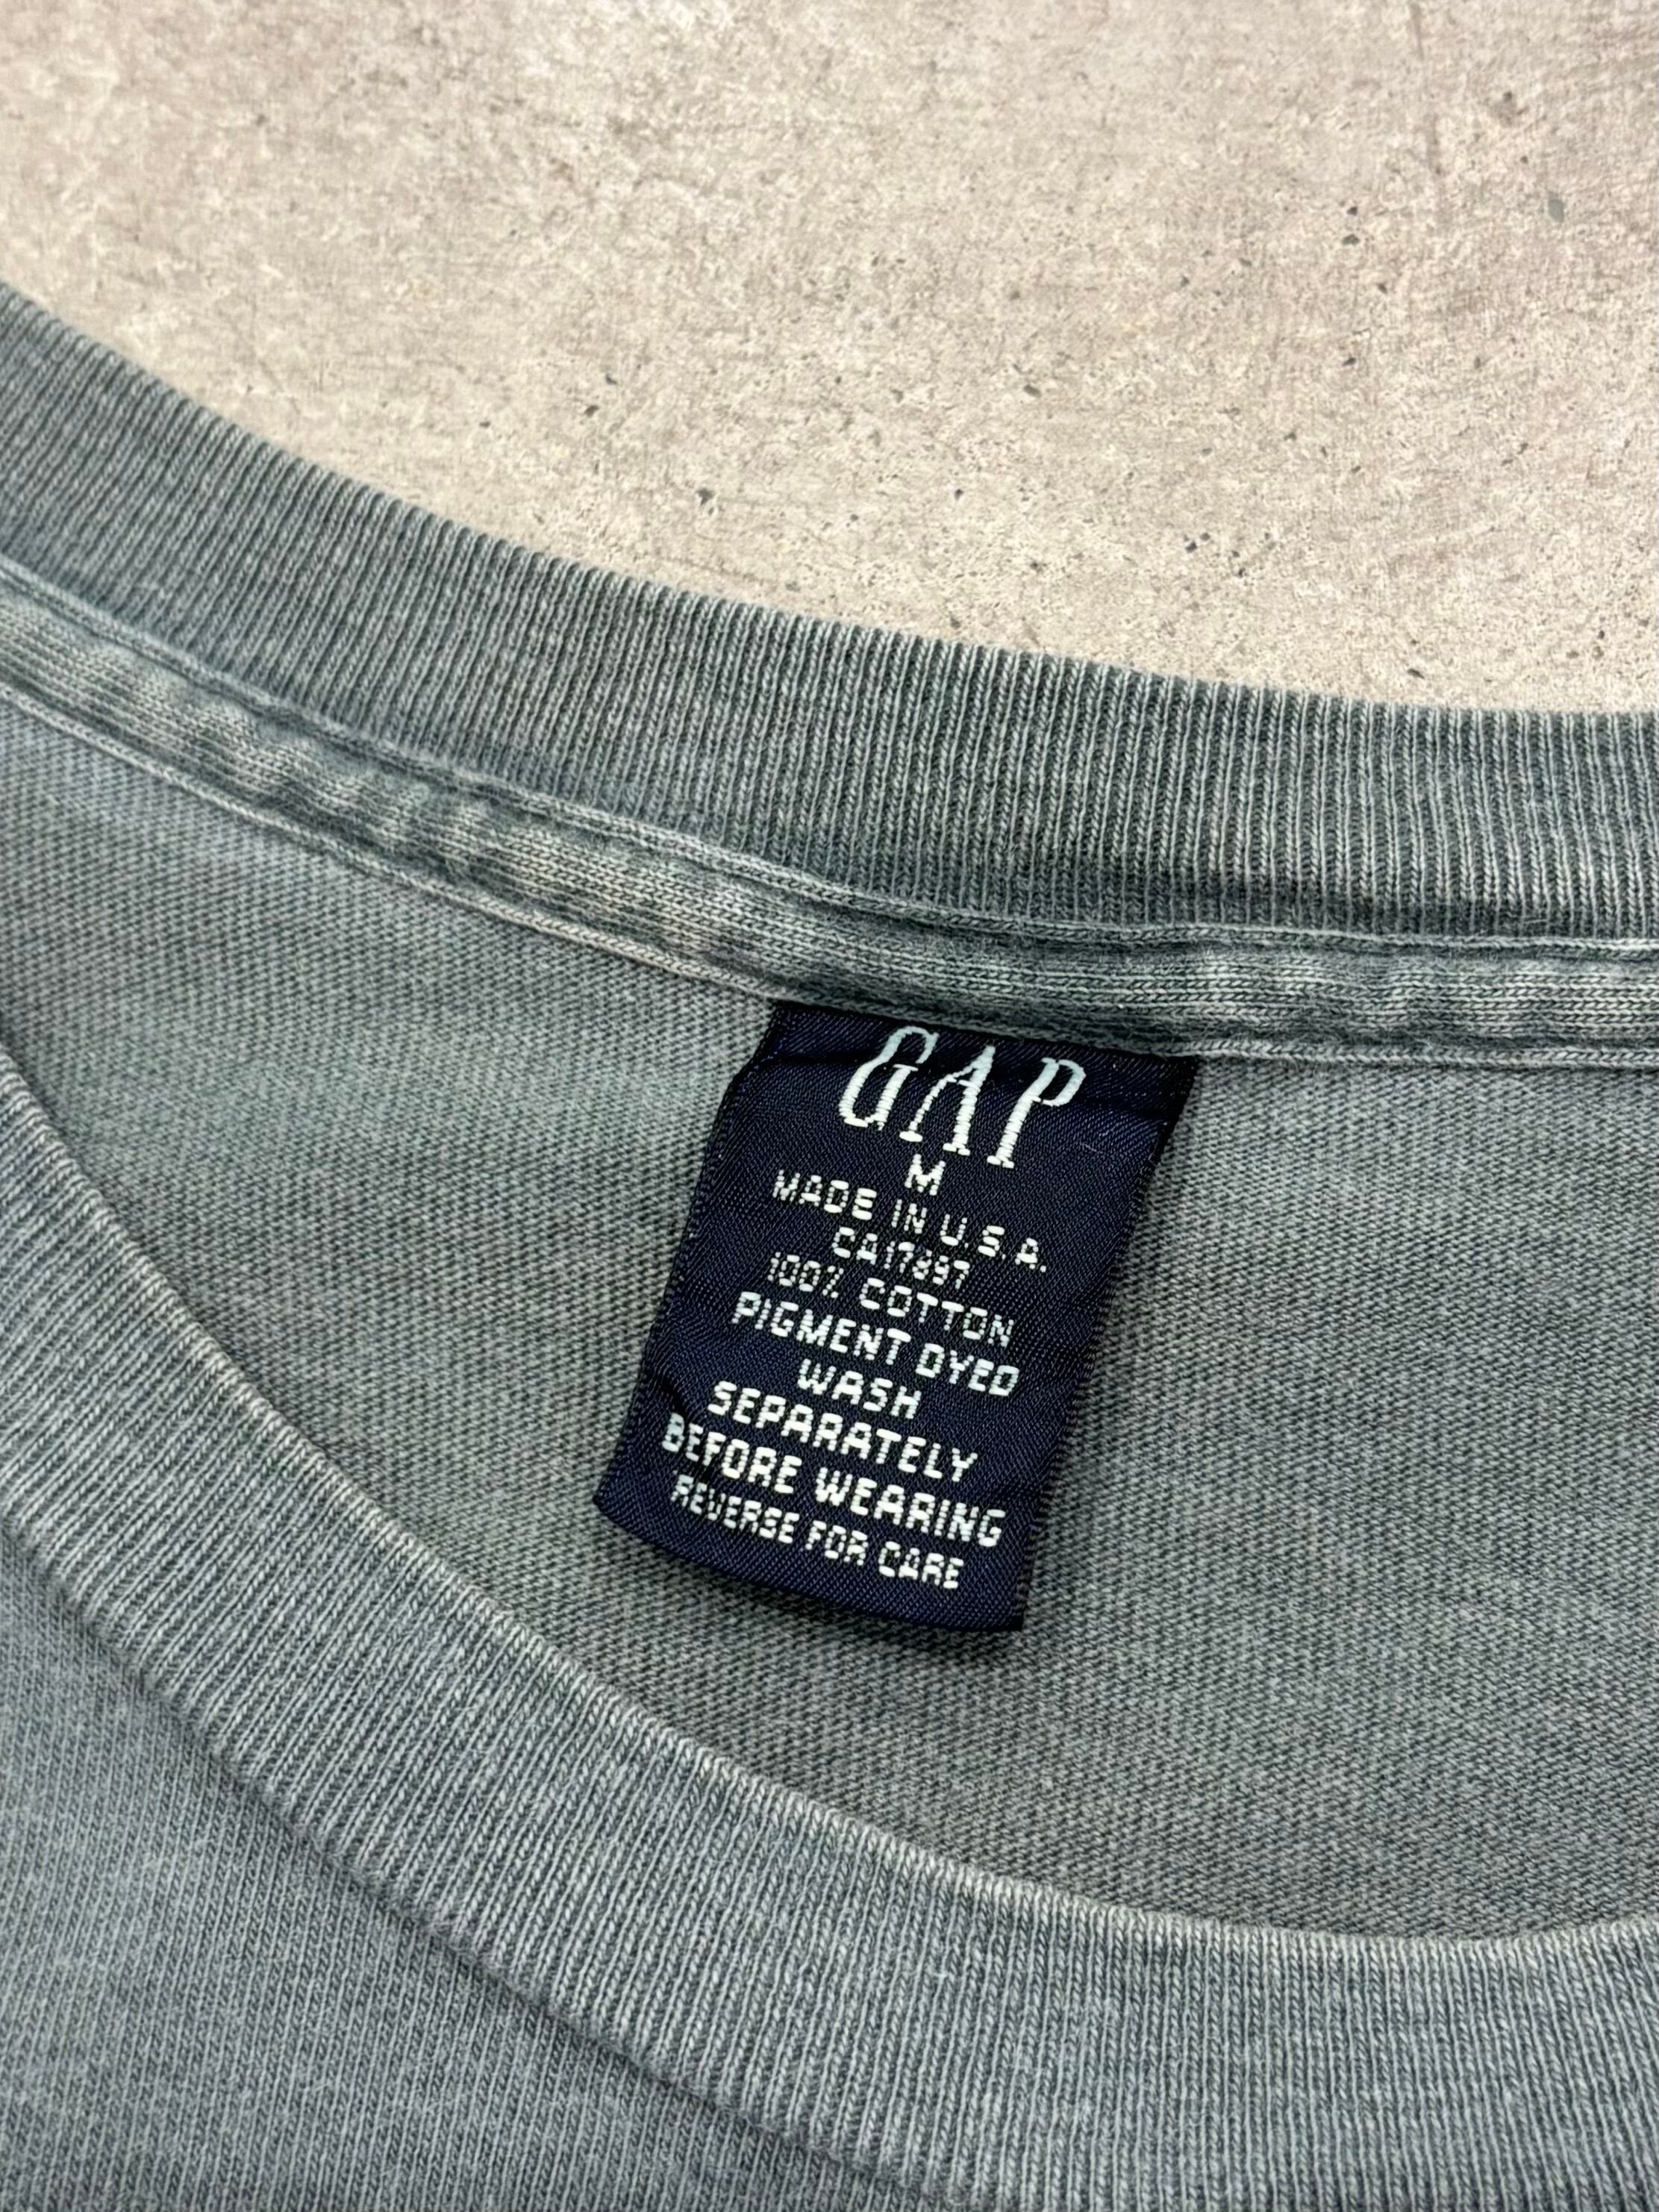 GAP
M
MADE IN U.S.A.
CA17897
100% COTTON
PIGMENT DYED
WASH
SEPARATELY
BEFORE WEARING
REVERSE FOR CARE